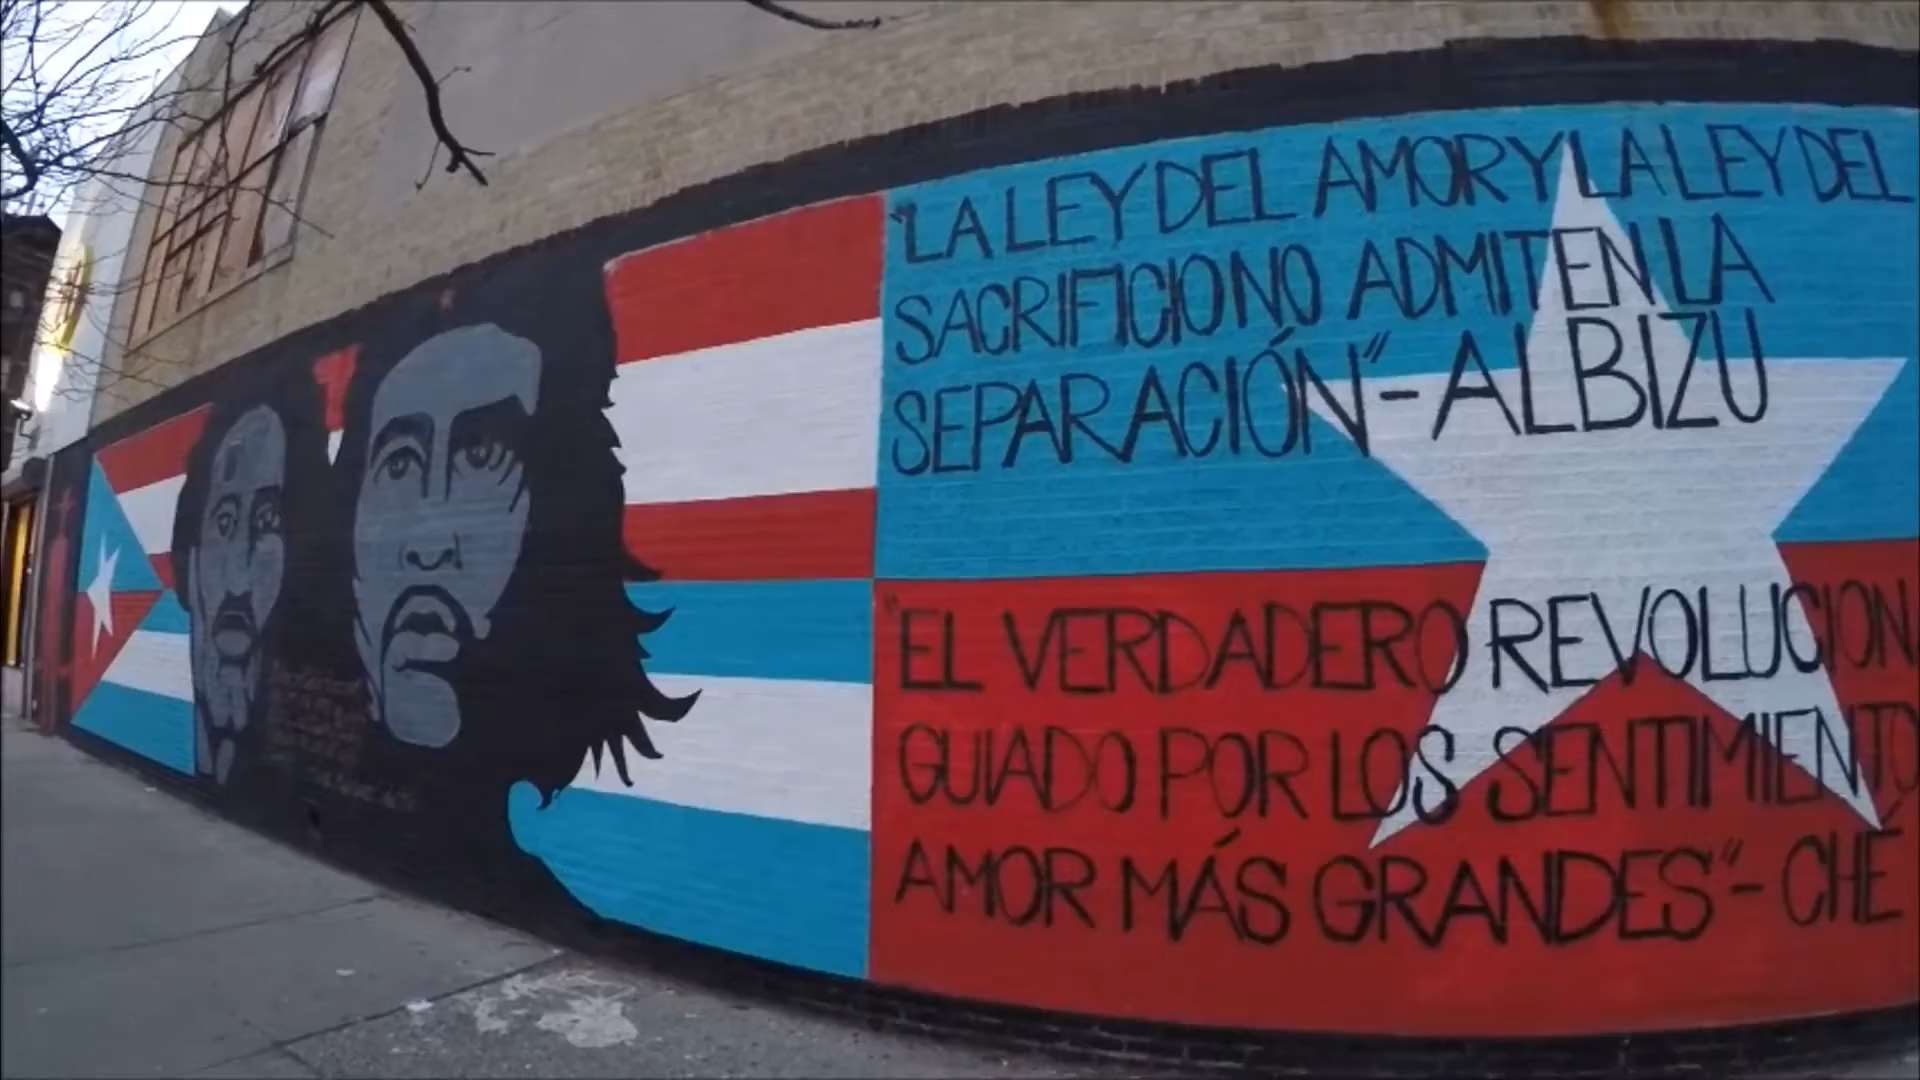 "LA LEY DEL AMOR Y LA LEY DEL
SACRIFICIO NO ADMITEN LA
SEPARACIÓN" - ALBIZU
"EL VERDADERO REVOLUCION
GUIADO POR LOS SENTIMIENTO
AMOR MÁS GRANDES" - CHÉ